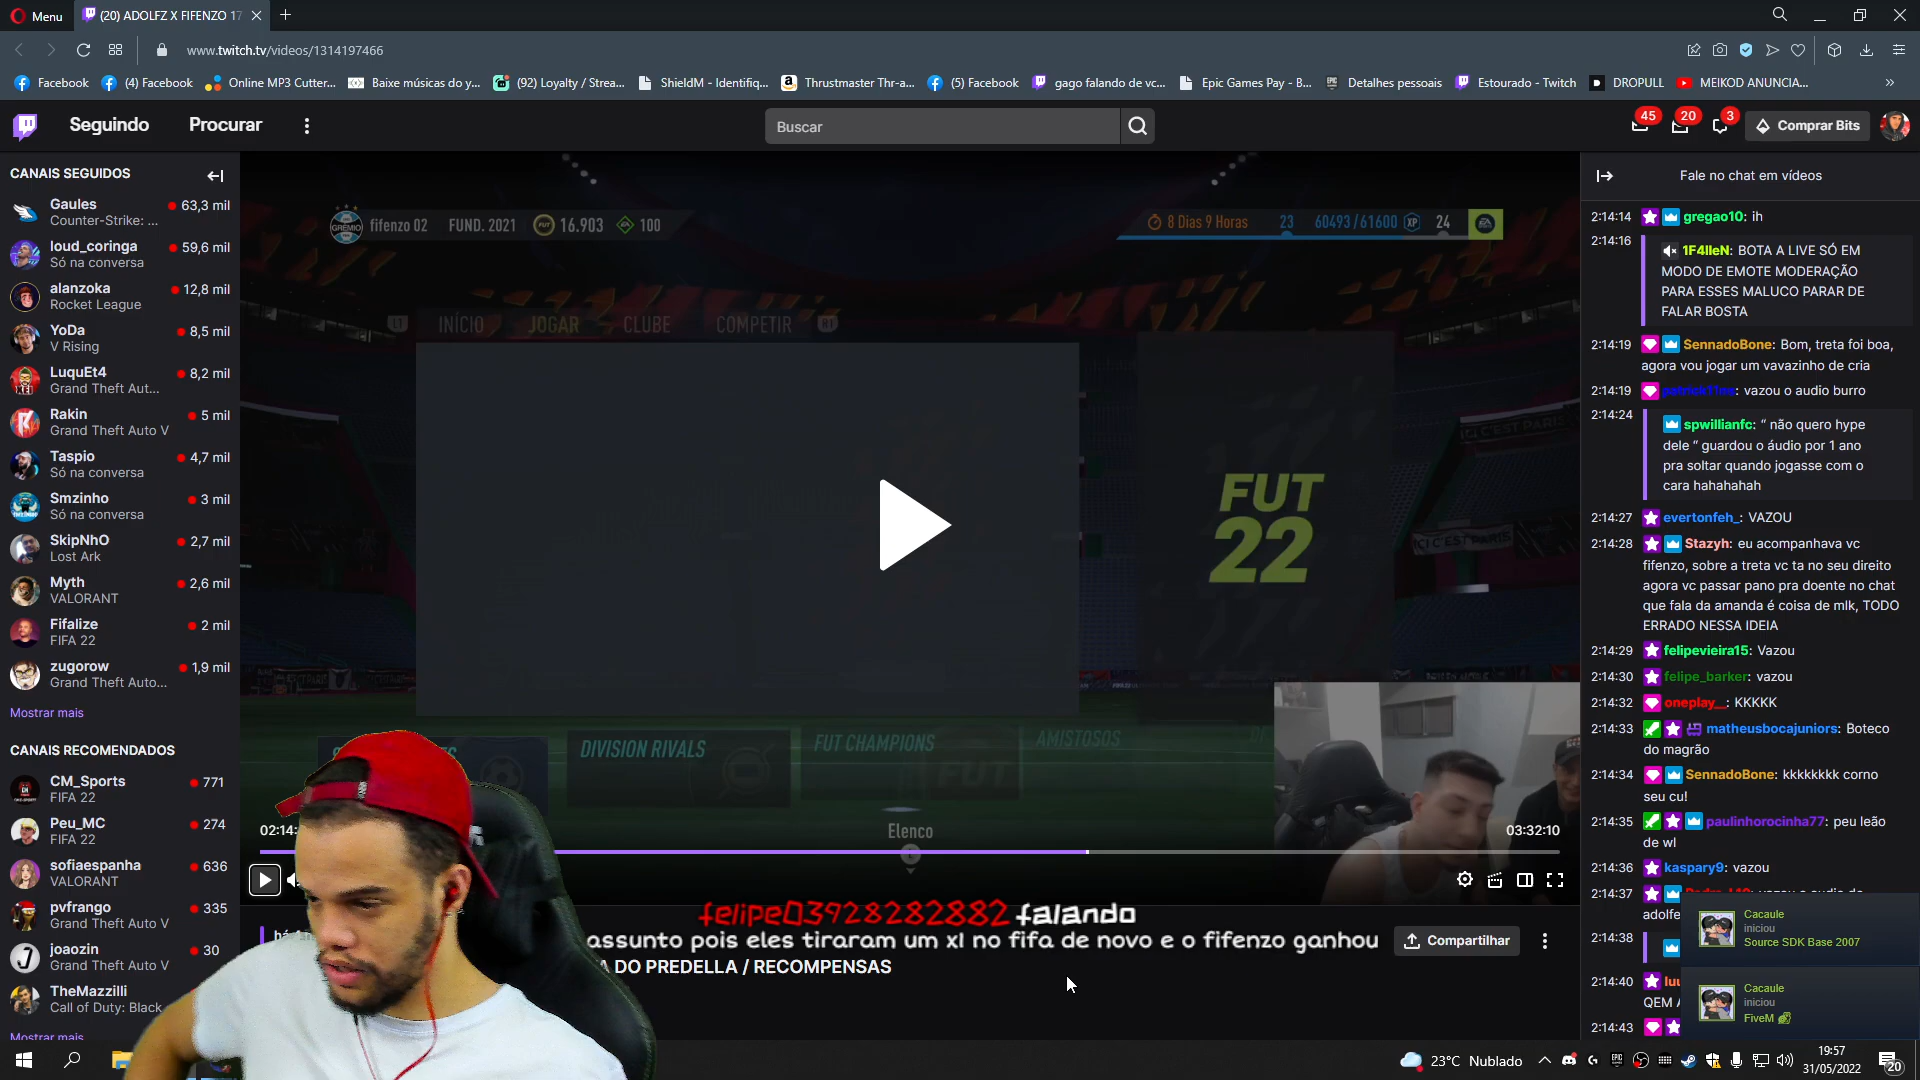 Menu
(20) ADOLFZ X FIFENZO 17
www.twitch.tv/videos/1314197466
Facebook
(4) Facebook
Online MP3 Cutter...
Baixe músicas do y...
(92) Loyalty / Strea...
ShieldM - Identifiq...
Thrustmaster Thr-a...
(5) Facebook
gago falando de vc...
Epic Games Pay - B...
Detalhes pessoais
Estourado - Twitch
DROPULL
MEIKOD ANUNCIA...
Seguindo
Procurar
Buscar
45
20
3
Comprar Bits
CANAIS SEGUIDOS
Gaules
63,3 mil
Counter-Strike: ...
loud_coringa
59,6 mil
Só na conversa
alanzoka
12,8 mil
Rocket League
YoDa
8,5 mil
V Rising
LuquEt4
8,2 mil
Grand Theft Aut...
Rakin
5 mil
Grand Theft Auto V
Taspio
4,7 mil
Só na conversa
Smzinho
3 mil
Só na conversa
SkipNhO
2,7 mil
Lost Ark
Myth
2,6 mil
VALORANT
Fifalize
2 mil
FIFA 22
zugorow
1,9 mil
Grand Theft Auto...
Mostrar mais
CANAIS RECOMENDADOS
CM_Sports
771
FIFA 22
Peu_MC
274
FIFA 22
sofiaespanha
636
VALORANT
pvfrango
335
Grand Theft Auto V
joaozin
30
Grand Theft Auto V
TheMazzilli
Call of Duty: Black
Mostrar mais
GRÊMIO
fifenzo 02
FUND. 2021
16.903
100
8 Dias 9 Horas
23
60493/61600
XP
24
INÍCIO
JOGAR
CLUBE
COMPETIR
R1
FUT
22
ICI C'EST PARIS
DIVISION RIVALS
FUT CHAMPIONS
AMISTOSOS
Elenco
02:14:
03:32:10
felipe03928282882 falando
assunto pois eles tiraram um x1 no fifa de novo e o fifenzo ganhou
A DO PREDELLA / RECOMPENSAS
Compartilhar
Fale no chat em vídeos
2:14:14 gregao10: ih
2:14:16 1F4lleN: BOTA A LIVE SÓ EM
MODO DE EMOTE MODERAÇÃO
PARA ESSES MALUCO PARAR DE
FALAR BOSTA
2:14:19 SennadoBone: Bom, treta foi boa,
agora vou jogar um vavazinho de cria
2:14:19 : vazou o audio burro
2:14:24 spwillianfc: “ não quero hype
dele “ guardou o áudio por 1 ano
pra soltar quando jogasse com o
cara hahahahah
2:14:27 evertonfeh_: VAZOU
2:14:28 Stazyh: eu acompanhava vc
fifenzo, sobre a treta vc ta no seu direito
agora vc passar pano pra doente no chat
que fala da amanda é coisa de mlk, TODO
ERRADO NESSA IDEIA
2:14:29 felipevieira15: Vazou
2:14:30 felipe_barker: vazou
2:14:32 oneplay__: KKKKK
2:14:33 matheusbocajuniors: Boteco
do magrão
2:14:34 SennadoBone: kkkkkkkk corno
seu cu!
2:14:35 paulinhorocinha77: peu leão
de wl
2:14:36 kaspary9: vazou
2:14:37
adolfe
2:14:38
2:14:40 luu
QEM A
2:14:43
Cacaule
iniciou
Source SDK Base 2007
Cacaule
iniciou
FiveM
23°C Nublado
19:57
31/05/2022
20